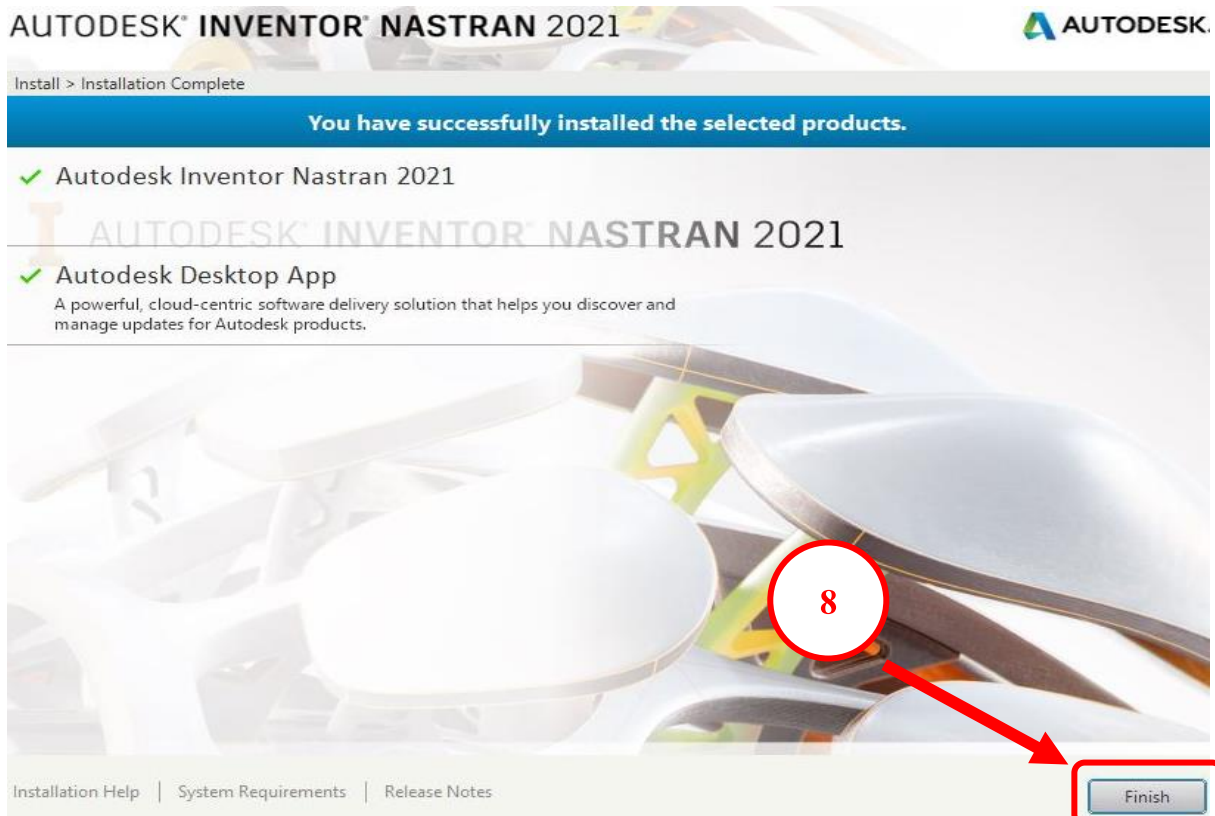 AUTODESK® INVENTOR® NASTRAN 2021
AUTODESK.
Install > Installation Complete
You have successfully installed the selected products.
Autodesk Inventor Nastran 2021
AUTODESK® INVENTOR® NASTRAN 2021
Autodesk Desktop App
A powerful, cloud-centric software delivery solution that helps you discover and
manage updates for Autodesk products.
8
Installation Help | System Requirements | Release Notes
Finish